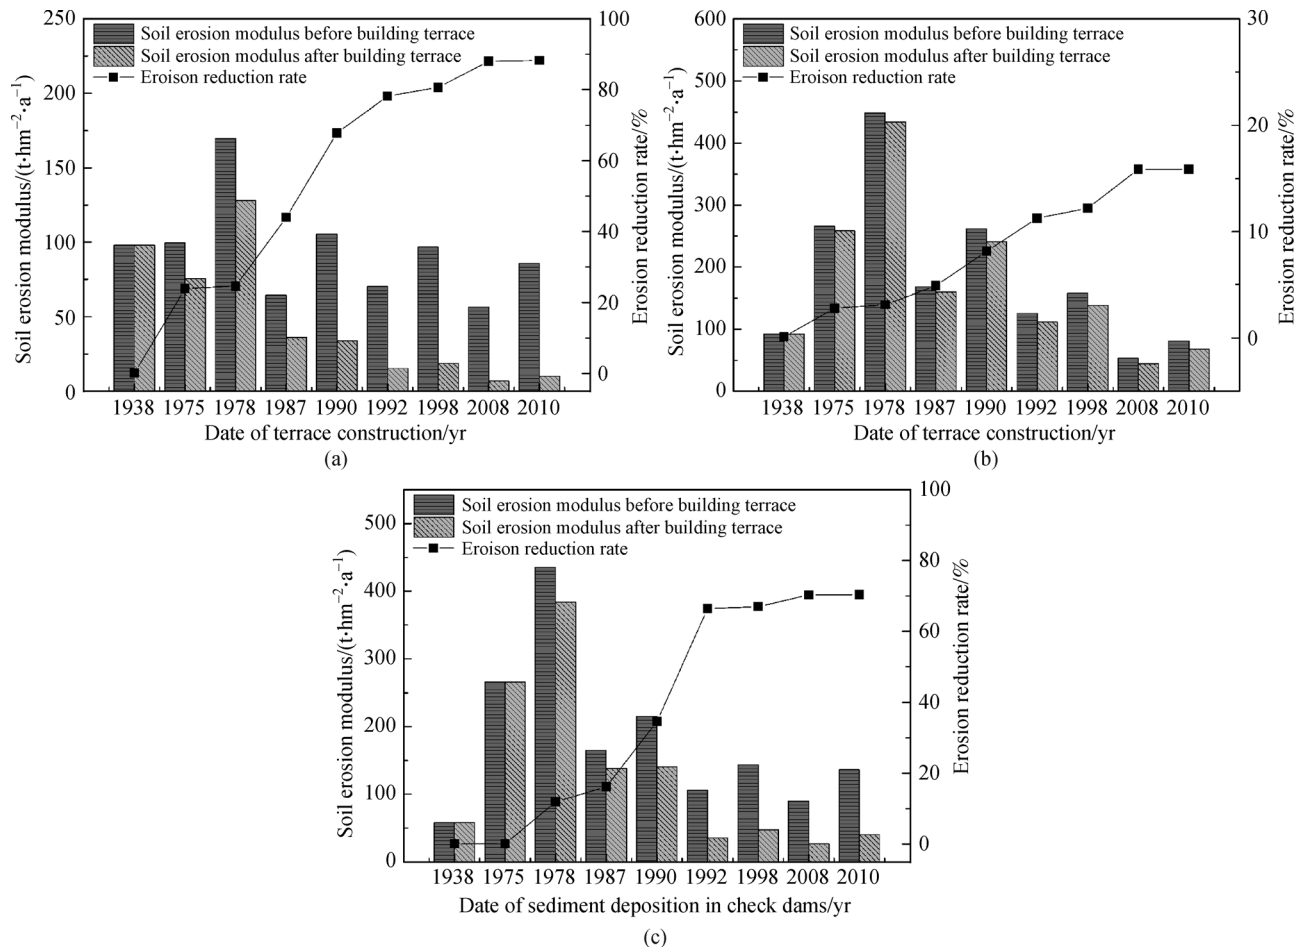 Soil erosion modulus/(t·hm⁻²·a⁻¹)
250
200
150
100
50
0
Soil erosion modulus before building terrace
Soil erosion modulus after building terrace
Eroison reduction rate
100
80
60
40
20
0
Erosion reduction rate/%
1938 1975 1978 1987 1990 1992 1998 2008 2010
Date of terrace construction/yr
(a)
Soil erosion modulus/(t·hm⁻²·a⁻¹)
600
500
400
300
200
100
0
Soil erosion modulus before building terrace
Soil erosion modulus after building terrace
Eroison reduction rate
30
20
10
0
Erosion reduction rate/%
1938 1975 1978 1987 1990 1992 1998 2008 2010
Date of terrace construction/yr
(b)
Soil erosion modulus/(t·hm⁻²·a⁻¹)
500
400
300
200
100
0
Soil erosion modulus before building terrace
Soil erosion modulus after building terrace
Eroison reduction rate
100
80
60
40
20
0
Erosion reduction rate/%
1938 1975 1978 1987 1990 1992 1998 2008 2010
Date of sediment deposition in check dams/yr
(c)